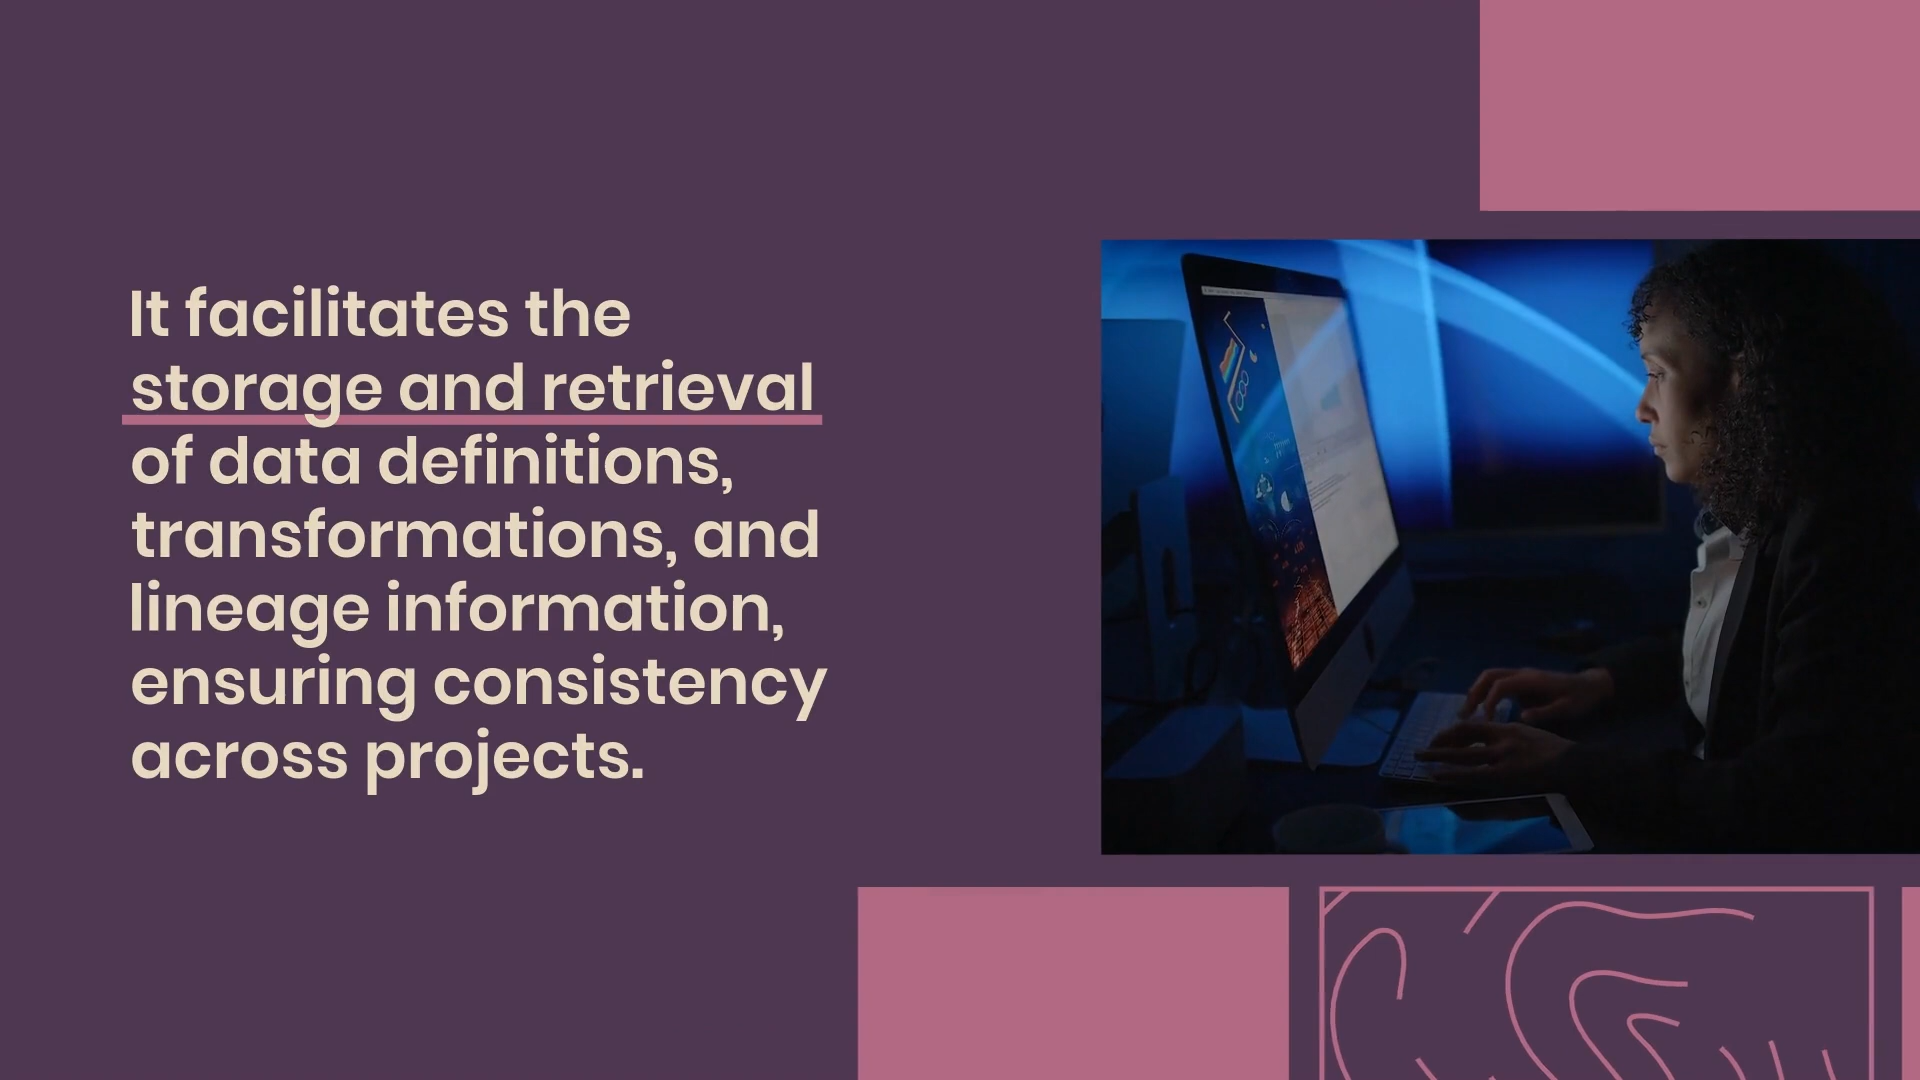 It facilitates the
storage and retrieval
of data definitions,
transformations, and
lineage information,
ensuring consistency
across projects.